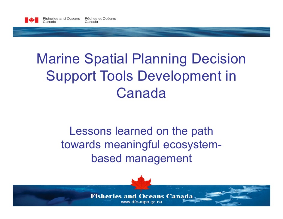 Fisheries and Oceans Pêches et Océans
Canada Canada
Marine Spatial Planning Decision
Support Tools Development in
Canada
Lessons learned on the path
towards meaningful ecosystem-
based management
Fisheries and Oceans Canada